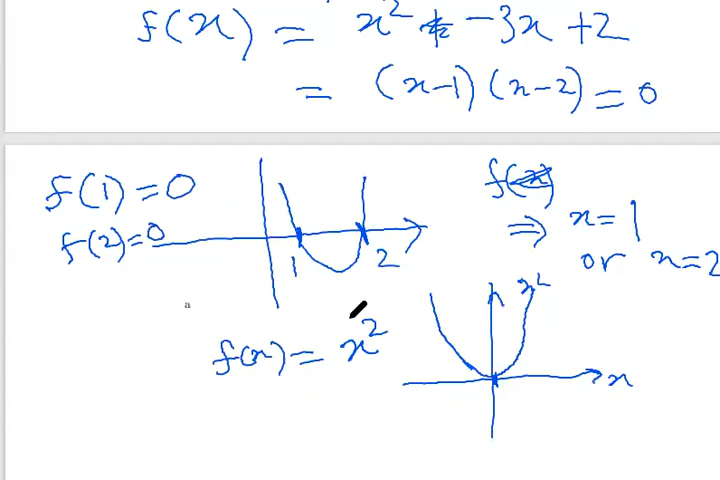 f(x) = x² - 3x + 2
= (x-1)(x-2) = 0
f(1) = 0
f(x)
f(2) = 0
⇒ x = 1
1
2
or x = 2
a
x²
f(x) = x²
x